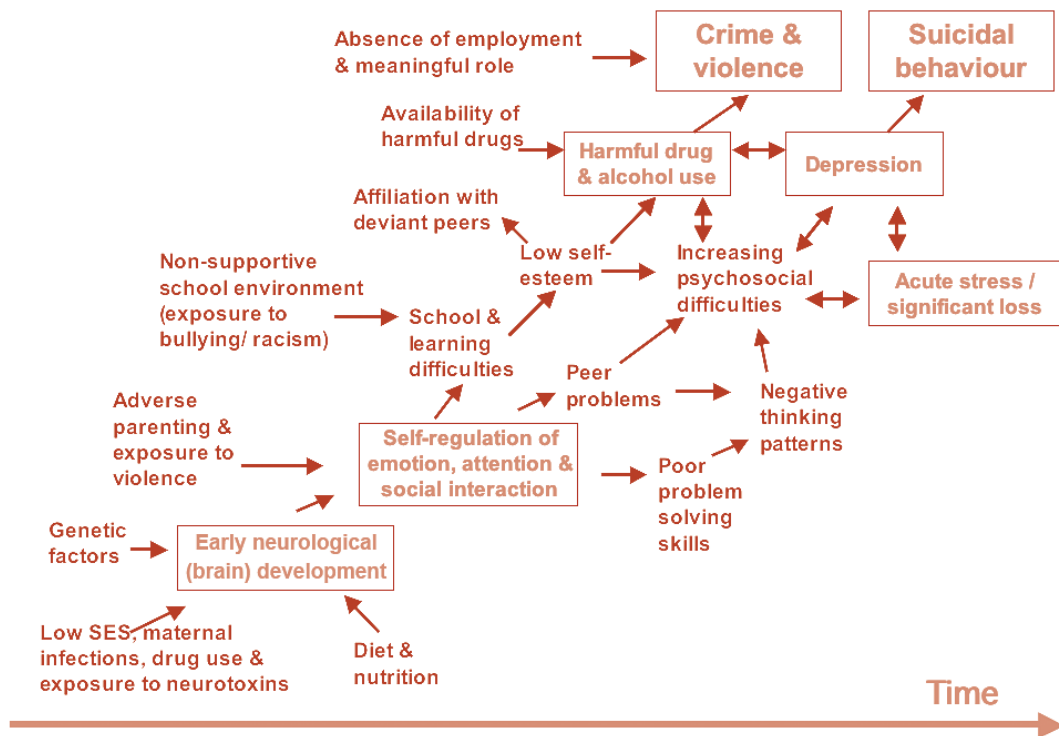 Absence of employment
& meaningful role
Crime &
violence
Suicidal
behaviour
Availability of
harmful drugs
Harmful drug
& alcohol use
Depression
Affiliation with
deviant peers
Low self-
esteem
Increasing
psychosocial
difficulties
Acute stress /
significant loss
Non-supportive
school environment
(exposure to
bullying/ racism)
School &
learning
difficulties
Peer
problems
Negative
thinking
patterns
Adverse
parenting &
exposure to
violence
Self-regulation of
emotion, attention &
social interaction
Poor
problem
solving
skills
Genetic
factors
Early neurological
(brain) development
Low SES, maternal
infections, drug use &
exposure to neurotoxins
Diet &
nutrition
Time